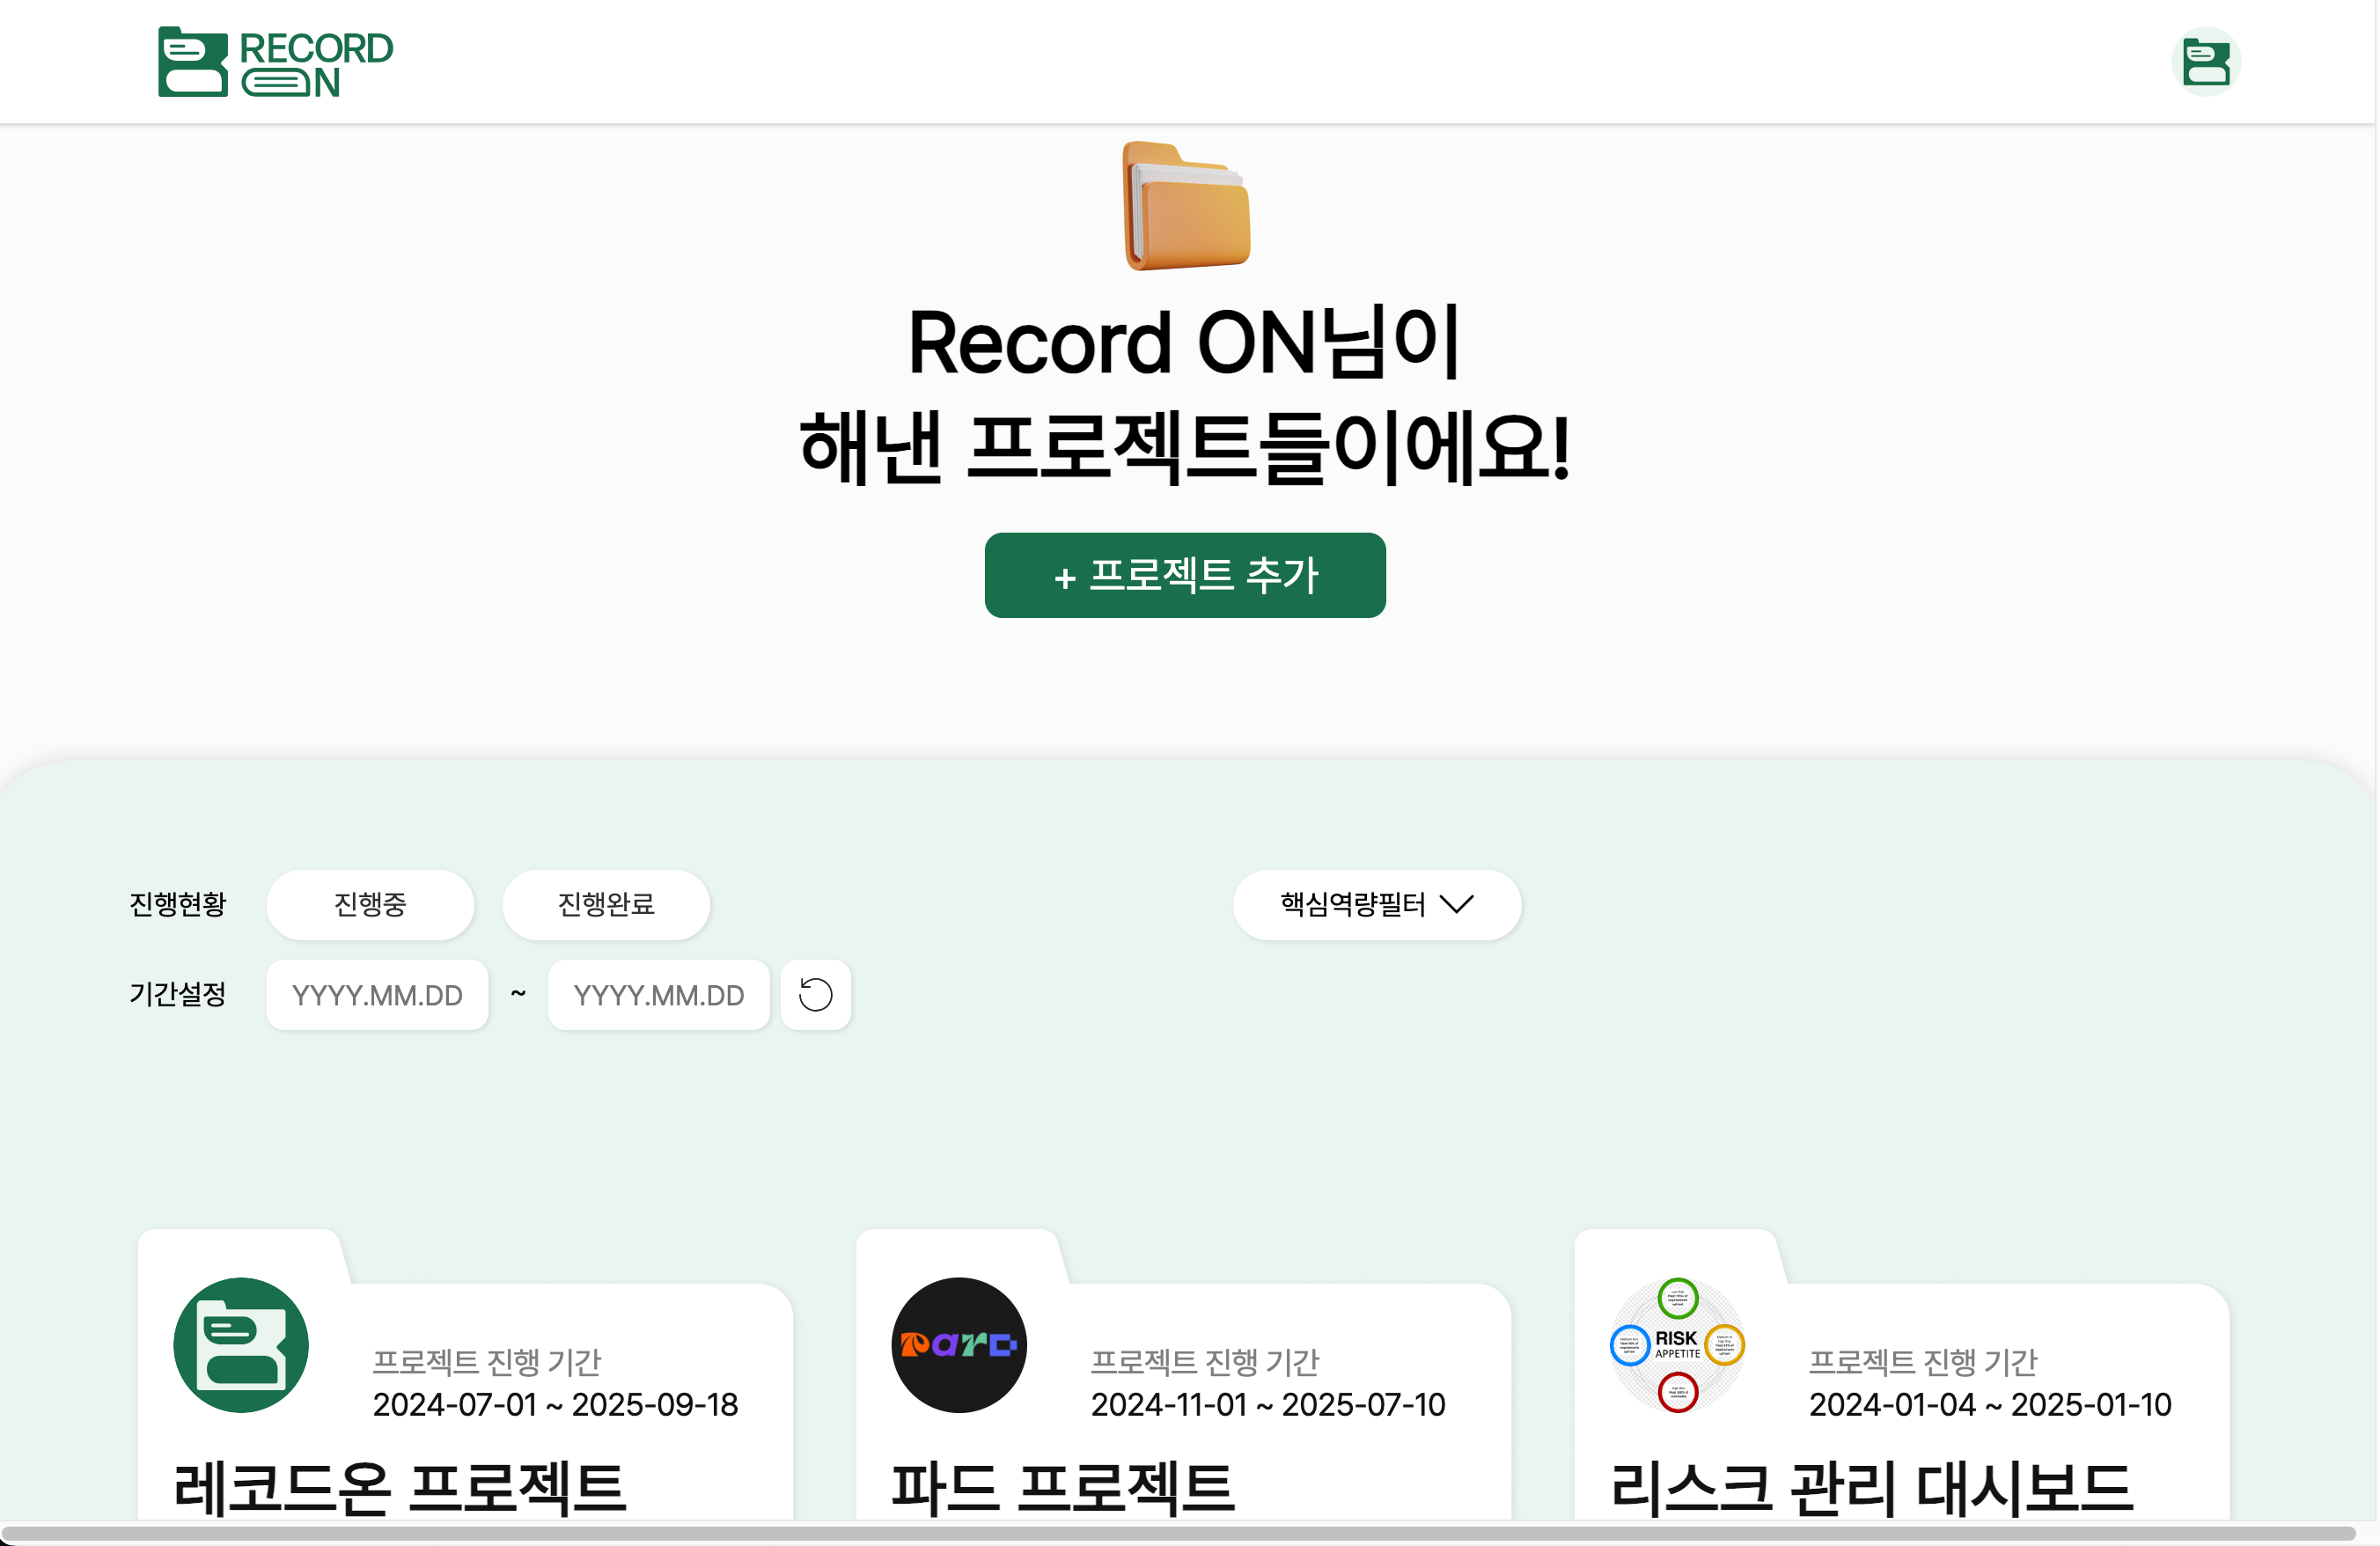 RECORD
ON
Record ON님이
해낸 프로젝트들이에요!
+ 프로젝트 추가
진행현황 진행중 진행완료 핵심역량필터
기간설정 YYYY.MM.DD ~ YYYY.MM.DD
프로젝트 진행 기간
2024-07-01 ~ 2025-09-18
레코드온 프로젝트
pard
프로젝트 진행 기간
2024-11-01 ~ 2025-07-10
파드 프로젝트
RISK
APPETITE
프로젝트 진행 기간
2024-01-04 ~ 2025-01-10
리스크 관리 대시보드